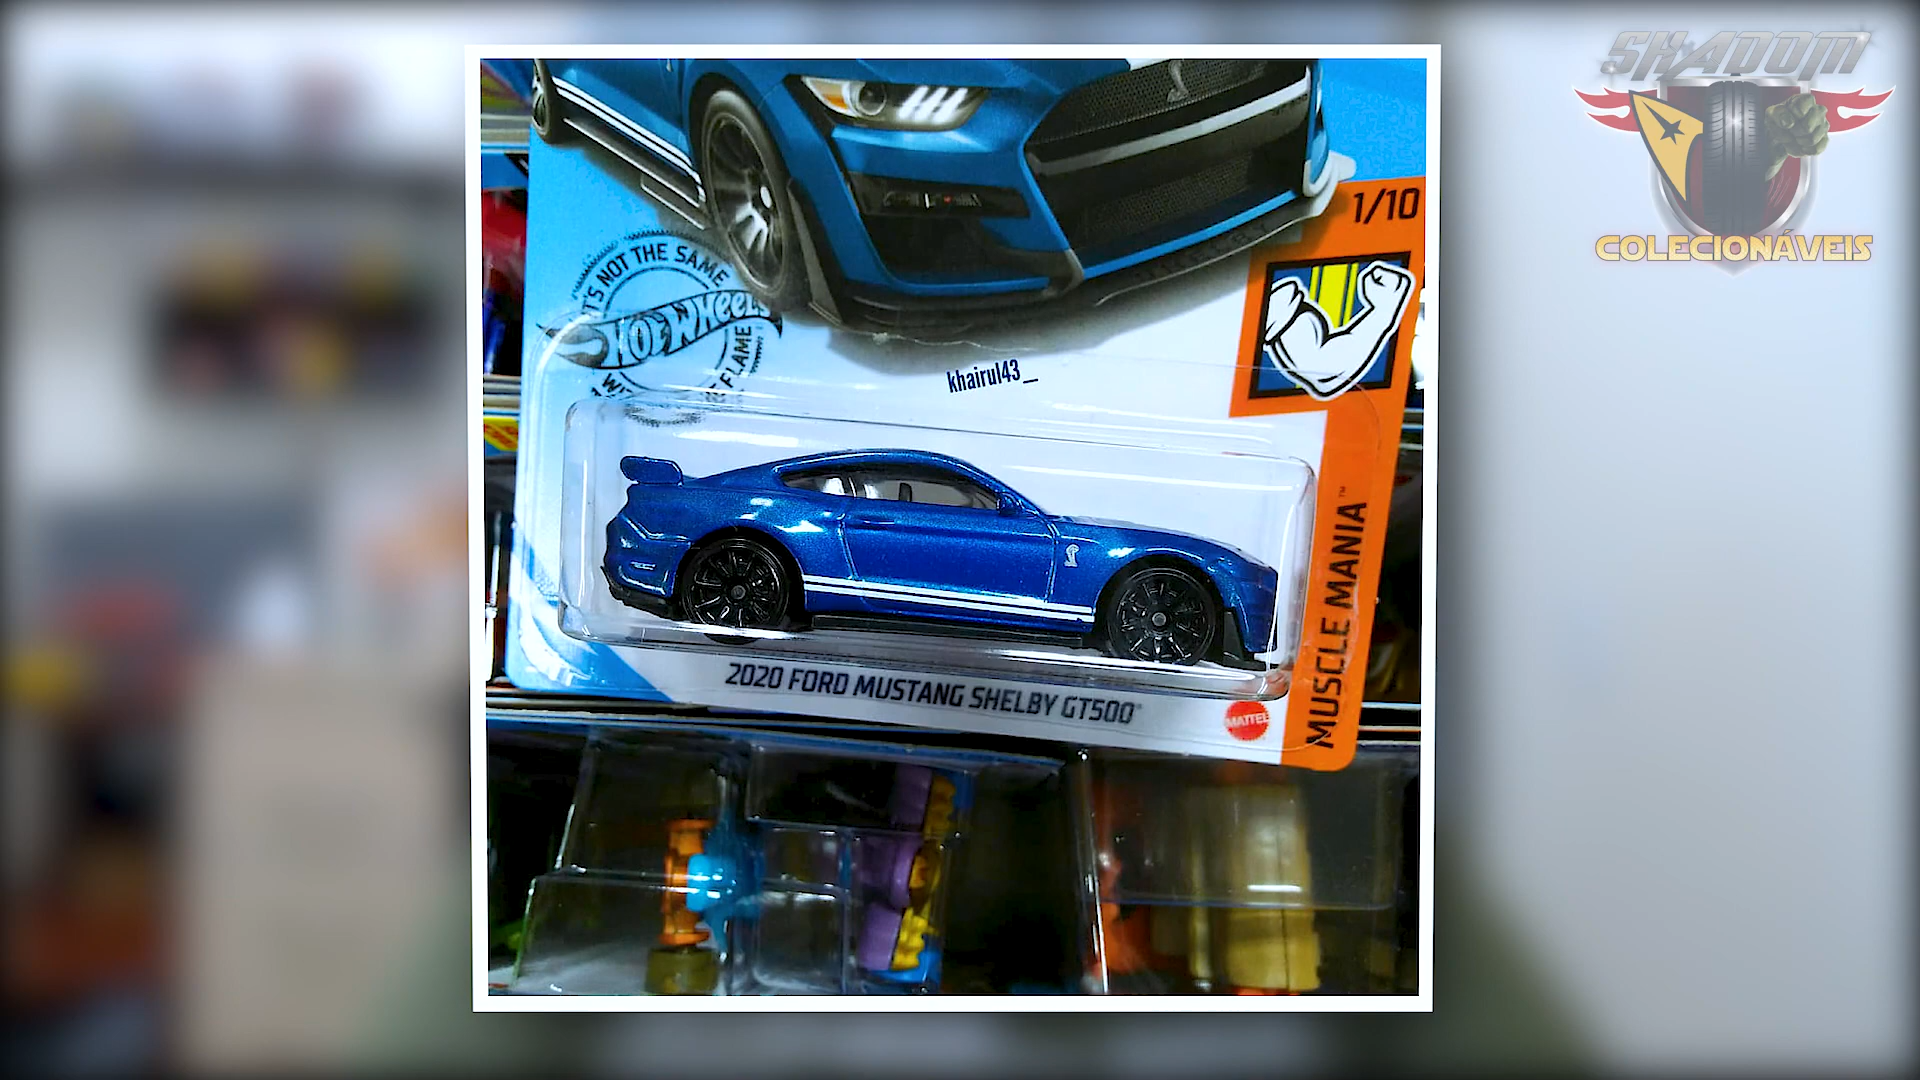 SKADOM
COLECIONÁVEIS
1/10
IT'S NOT THE SAME
HOT WHEELS
FLAME
khairul43_
MUSCLE MANIA™
2020 FORD MUSTANG SHELBY GT500
MATTEL